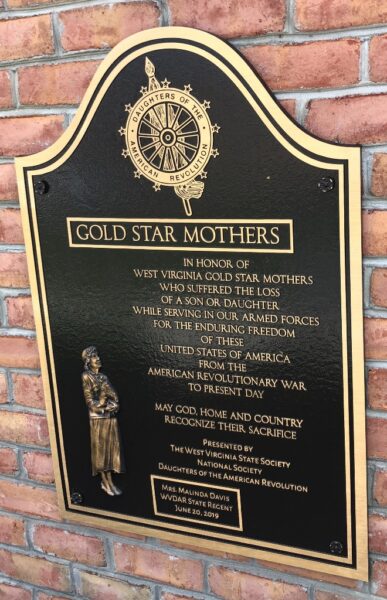 DAUGHTERS OF THE
AMERICAN REVOLUTION
GOLD STAR MOTHERS
IN HONOR OF
WEST VIRGINIA GOLD STAR MOTHERS
WHO SUFFERED THE LOSS
OF A SON OR DAUGHTER
WHILE SERVING IN OUR ARMED FORCES
FOR THE ENDURING FREEDOM
OF THESE
UNITED STATES OF AMERICA
FROM THE
AMERICAN REVOLUTIONARY WAR
TO PRESENT DAY
MAY GOD, HOME AND COUNTRY
RECOGNIZE THEIR SACRIFICE
PRESENTED BY
THE WEST VIRGINIA STATE SOCIETY
NATIONAL SOCIETY
DAUGHTERS OF THE AMERICAN REVOLUTION
MRS. MALINDA DAVIS
WVDAR STATE REGENT
JUNE 20, 2019